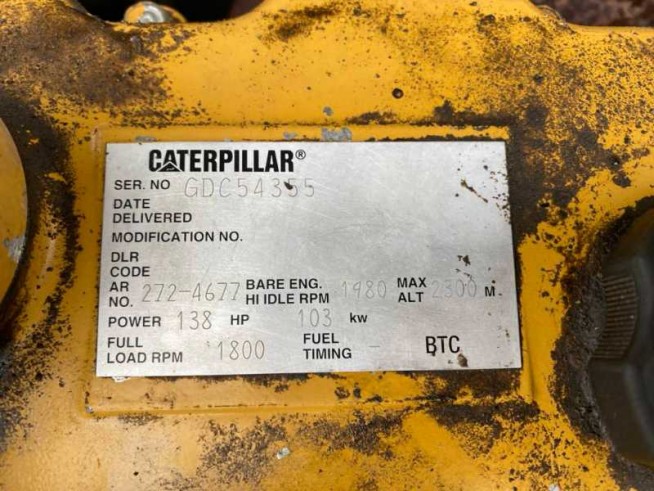 CATERPILLAR®
SER. NO GDC54355
DATE
DELIVERED
MODIFICATION NO.
DLR
CODE
AR
NO. 272-4677 BARE ENG.
HI IDLE RPM 1980 MAX
ALT 2300 M
POWER 138 HP 103 kw
FULL
LOAD RPM 1800 FUEL
TIMING - BTC